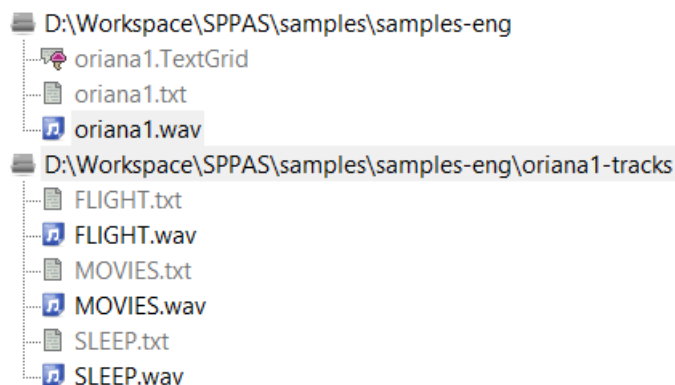 D:\Workspace\SPPAS\samples\samples-eng
oriana1.TextGrid
oriana1.txt
oriana1.wav
D:\Workspace\SPPAS\samples\samples-eng\oriana1-tracks
FLIGHT.txt
FLIGHT.wav
MOVIES.txt
MOVIES.wav
SLEEP.txt
SLEEP.wav